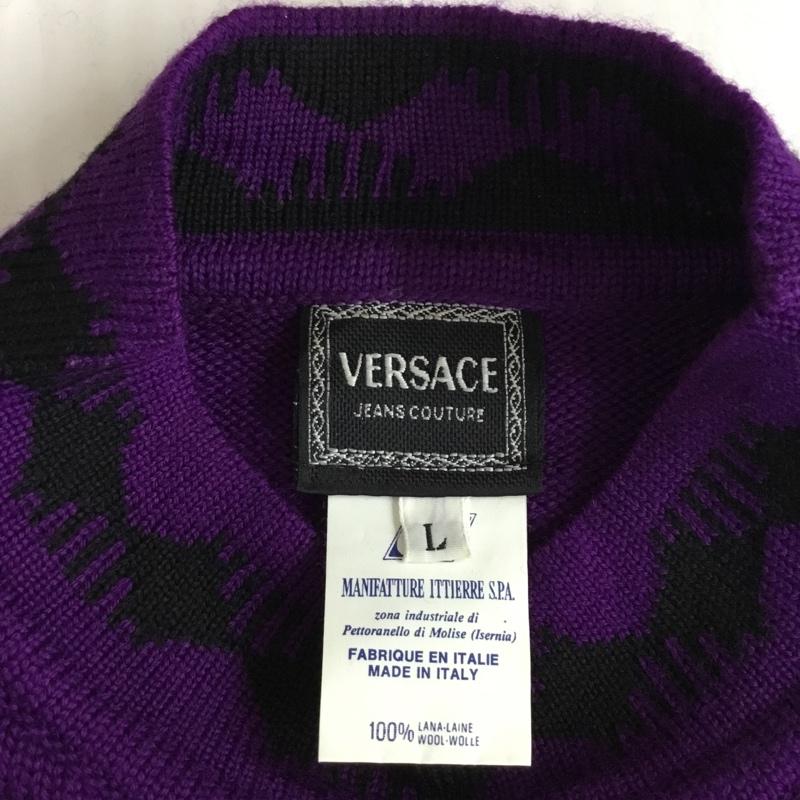 VERSACE
JEANS COUTURE
L
MANIFATTURE ITTIERRE S.P.A.
zona industriale di
Pettoranello di Molise (Isernia)
FABRIQUE EN ITALIE
MADE IN ITALY
100% LANA-LAINE
WOOL-WOLLE